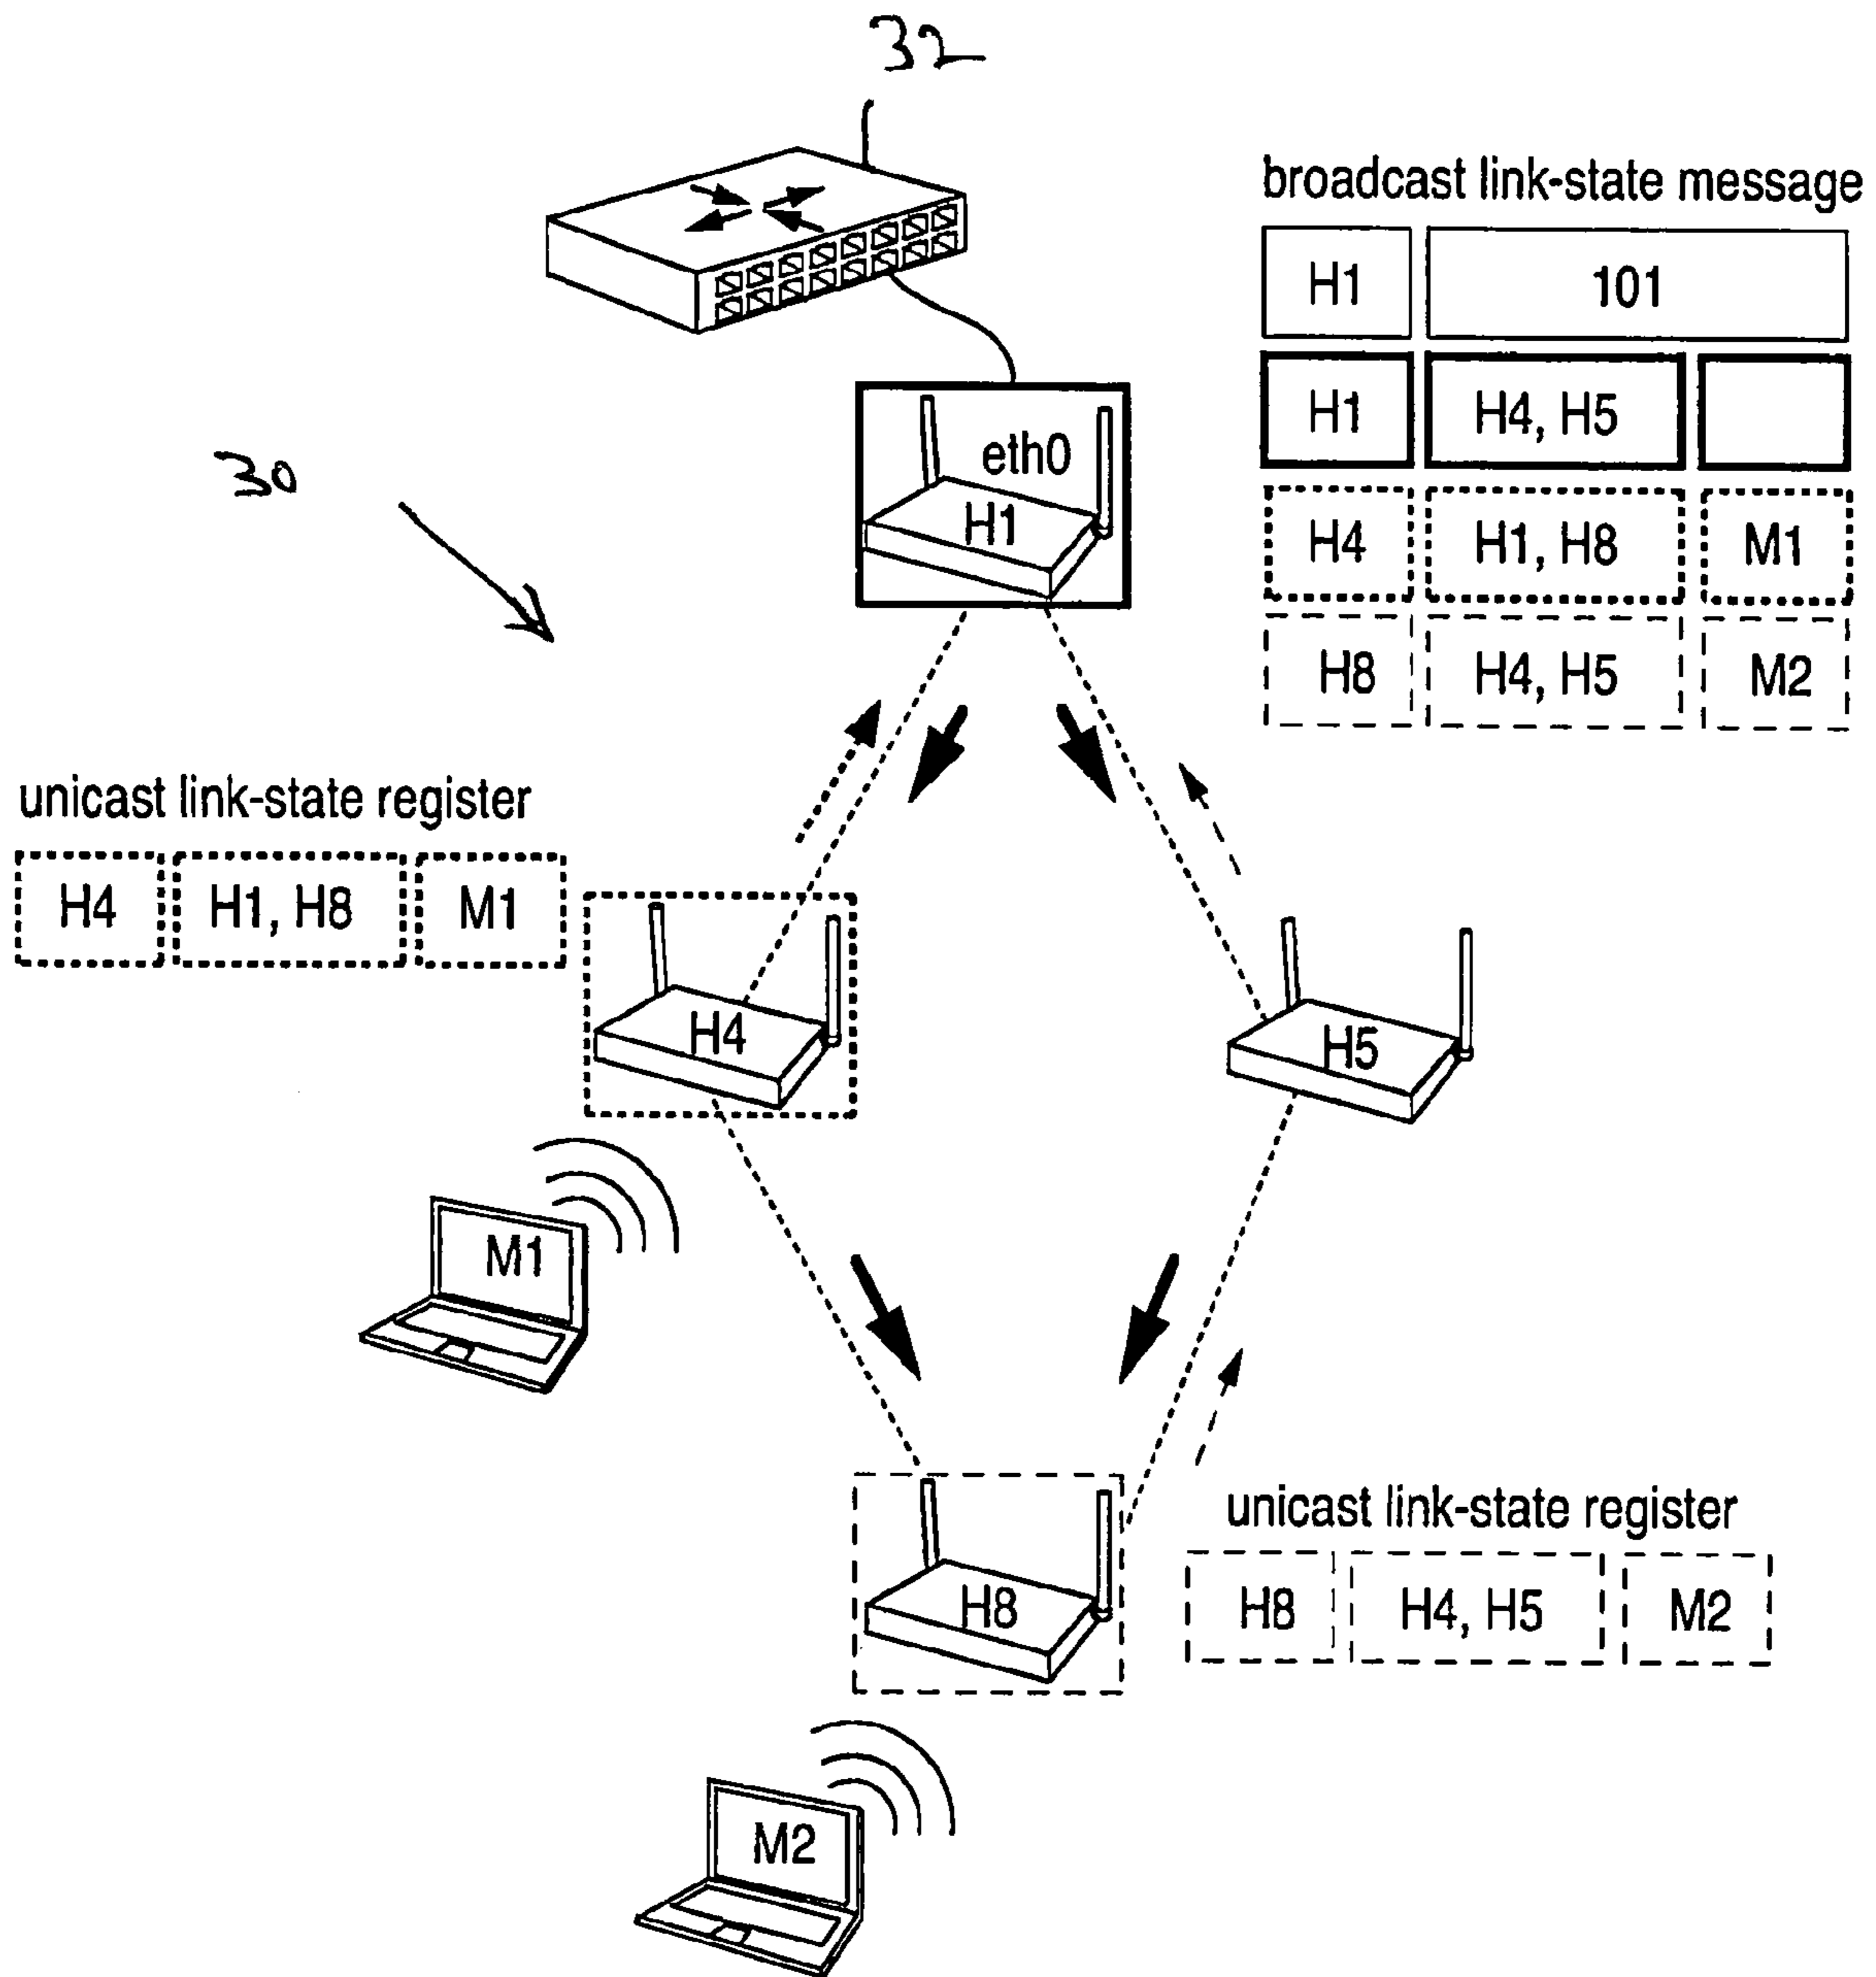 32
broadcast link-state message
H1 101
H1 H4, H5
H4 H1, H8 M1
H8 H4, H5 M2
eth0
H1
30
unicast link-state register
H4 H1, H8 M1
H4
H5
M1
H8
unicast link-state register
H8 H4, H5 M2
M2